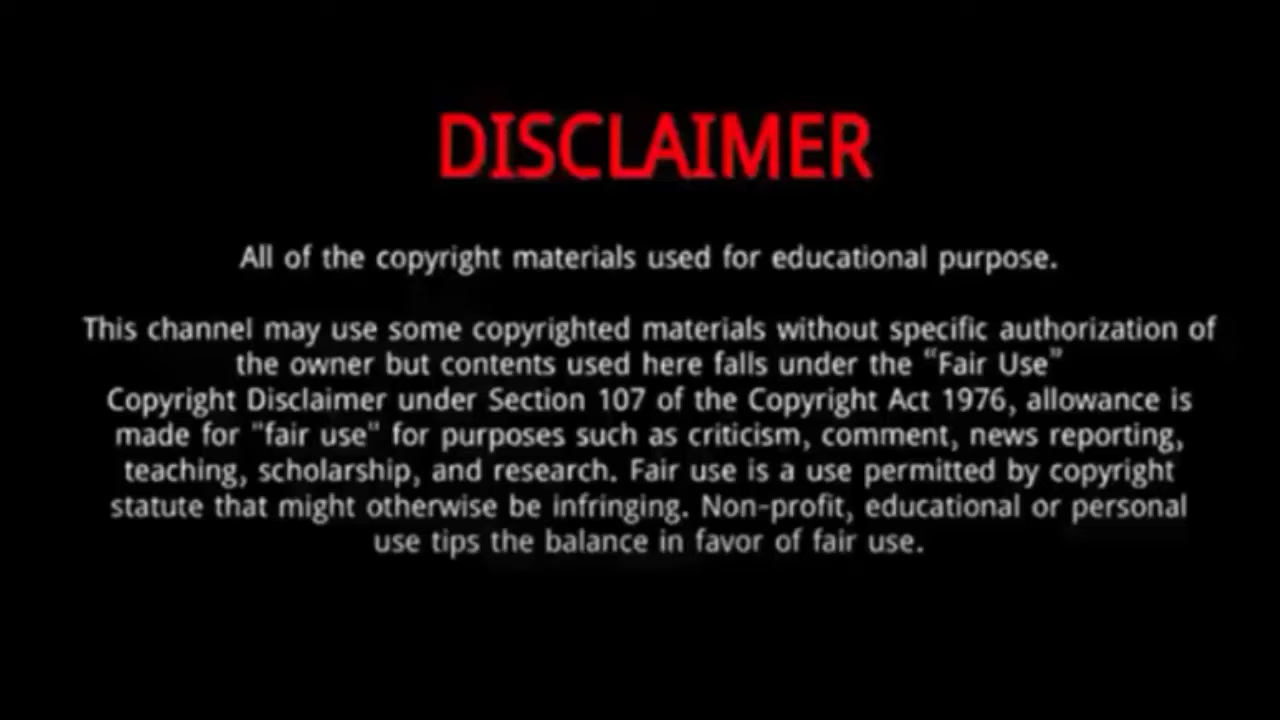 DISCLAIMER
All of the copyright materials used for educational purpose.
This channel may use some copyrighted materials without specific authorization of
the owner but contents used here falls under the “Fair Use”
Copyright Disclaimer under Section 107 of the Copyright Act 1976, allowance is
made for "fair use" for purposes such as criticism, comment, news reporting,
teaching, scholarship, and research. Fair use is a use permitted by copyright
statute that might otherwise be infringing. Non-profit, educational or personal
use tips the balance in favor of fair use.